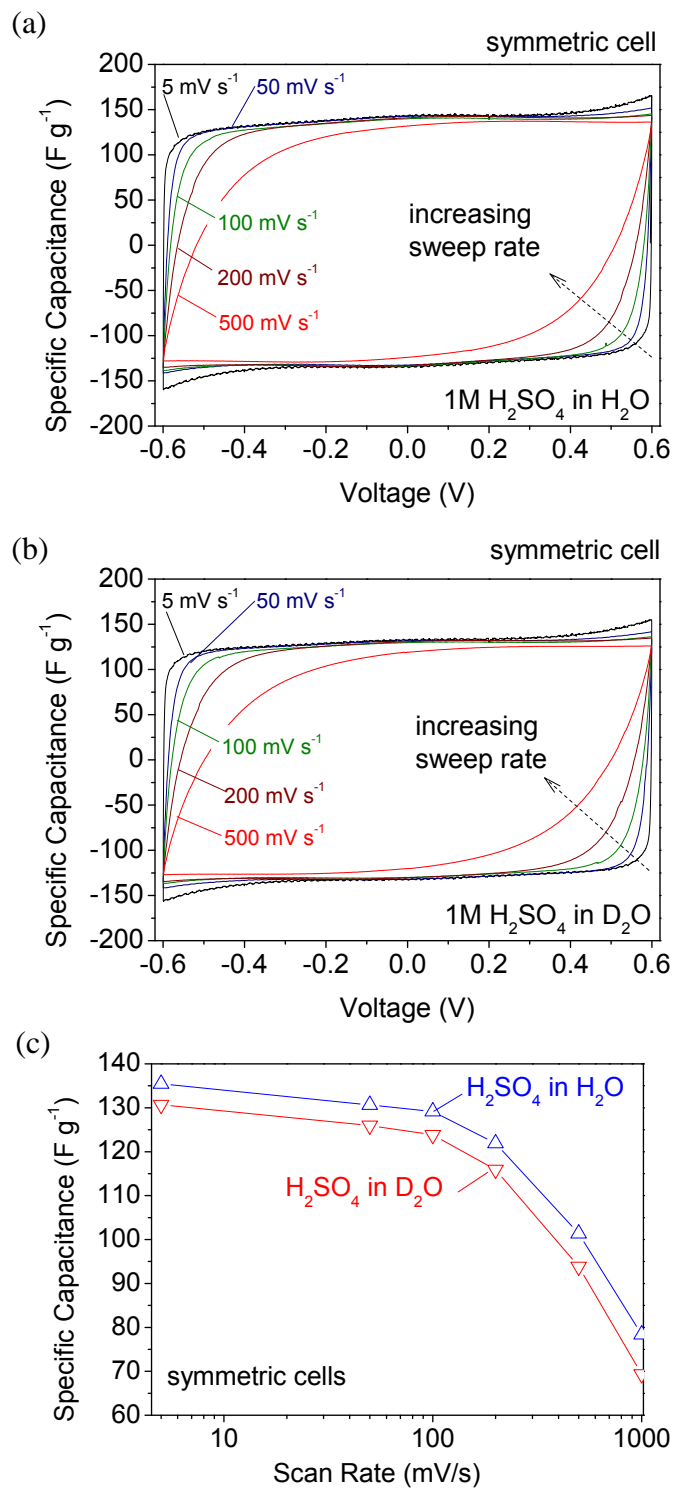 (a)
symmetric cell
200
150
100
50
0
-50
-100
-150
-200
Specific Capacitance (F g⁻¹)
5 mV s⁻¹
50 mV s⁻¹
100 mV s⁻¹
200 mV s⁻¹
500 mV s⁻¹
increasing
sweep rate
1M H₂SO₄ in H₂O
-0.6 -0.4 -0.2 0.0 0.2 0.4 0.6
Voltage (V)
(b)
symmetric cell
200
150
100
50
0
-50
-100
-150
-200
Specific Capacitance (F g⁻¹)
5 mV s⁻¹
50 mV s⁻¹
100 mV s⁻¹
200 mV s⁻¹
500 mV s⁻¹
increasing
sweep rate
1M H₂SO₄ in D₂O
-0.6 -0.4 -0.2 0.0 0.2 0.4 0.6
Voltage (V)
(c)
140
130
120
110
100
90
80
70
60
Specific Capacitance (F g⁻¹)
H₂SO₄ in H₂O
H₂SO₄ in D₂O
symmetric cells
10 100 1000
Scan Rate (mV/s)